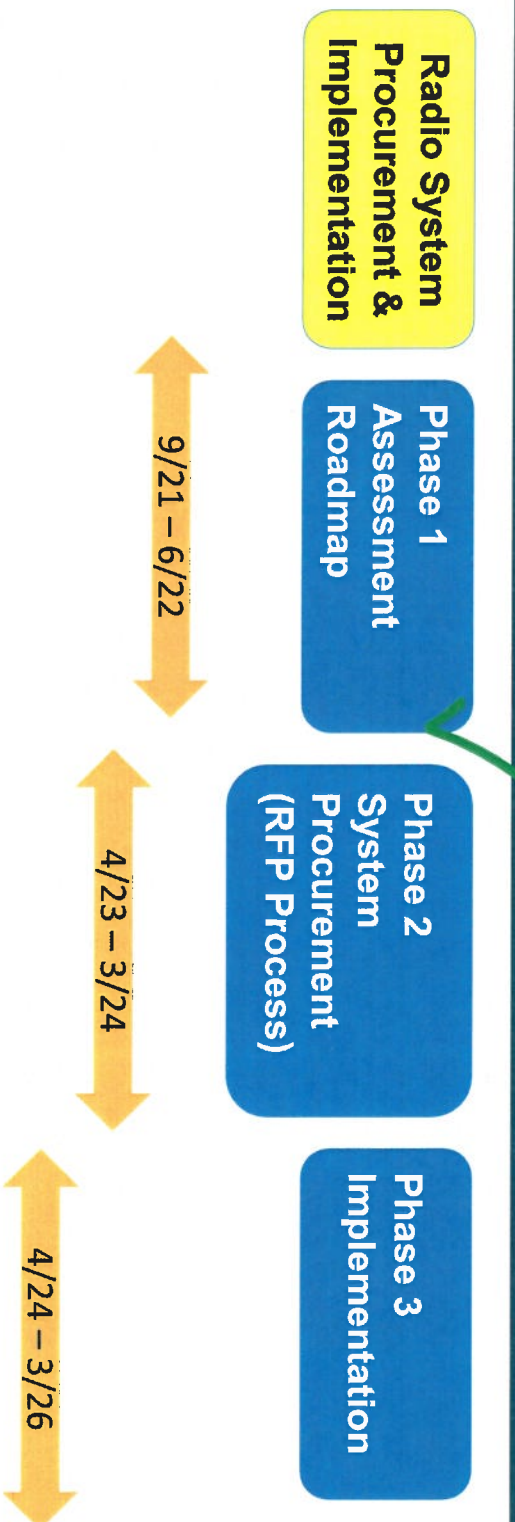 Radio System
Procurement &
Implementation
Phase 1
Assessment
Roadmap
Phase 2
System
Procurement
(RFP Process)
Phase 3
Implementation
9/21 – 6/22
4/23 – 3/24
4/24 – 3/26